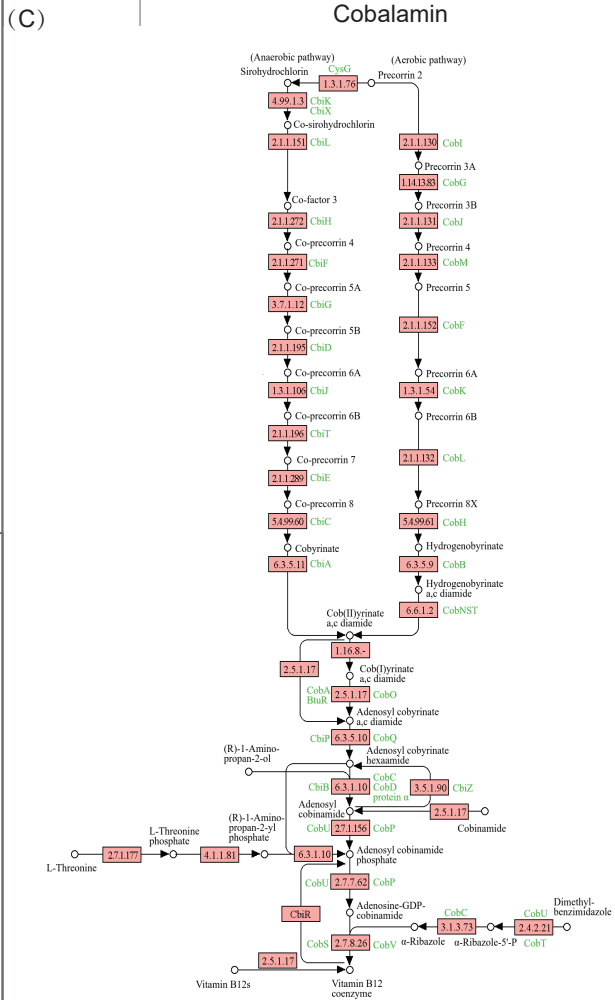 (C)
Cobalamin
(Anaerobic pathway)
(Aerobic pathway)
Sirohydrochlorin
CysG
Precorrin 2
1.3.1.76
4.99.1.3
CbiK
CbiX
Co-sirohydrochlorin
2.1.1.151
CbiL
2.1.1.130
CobI
Precorrin 3A
1.14.13.83
CobG
Co-factor 3
Precorrin 3B
2.1.1.272
CbiH
2.1.1.131
CobJ
Co-precorrin 4
Precorrin 4
2.1.1.271
CbiF
2.1.1.133
CobM
Co-precorrin 5A
Precorrin 5
3.7.1.12
CbiG
2.1.1.152
CobF
Co-precorrin 5B
2.1.1.195
CbiD
Co-precorrin 6A
Precorrin 6A
1.3.1.106
CbiJ
1.3.1.54
CobK
Co-precorrin 6B
Precorrin 6B
2.1.1.196
CbiT
2.1.1.132
CobL
Co-precorrin 7
2.1.1.289
CbiE
Co-precorrin 8
Precorrin 8X
5.4.99.60
CbiC
5.4.99.61
CobH
Cobyrinate
Hydrogenobyrinate
6.3.5.11
CbiA
6.3.5.9
CobB
Hydrogenobyrinate
a,c diamide
6.6.1.2
CobNST
Cob(II)yrinate
a,c diamide
1.16.8.-
2.5.1.17
Cob(I)yrinate
a,c diamide
CobA
BtuR
2.5.1.17
CobO
Adenosyl cobyrinate
a,c diamide
CbiP
6.3.5.10
CobQ
(R)-1-Amino-
propan-2-ol
Adenosyl cobyrinate
hexaamide
CbiB
6.3.1.10
CobC
CobD
protein α
3.5.1.90
CbiZ
Adenosyl
cobinamide
2.5.1.17
Cobinamide
(R)-1-Amino-
propan-2-yl
phosphate
CobU
2.7.1.156
CobP
L-Threonine
phosphate
2.7.1.177
4.1.1.81
6.3.1.10
Adenosyl cobinamide
phosphate
L-Threonine
CobU
2.7.7.62
CobP
Adenosine-GDP-
cobinamide
CbiR
Dimethyl-
benzimidazole
CobC
CobU
3.1.3.73
2.4.2.21
α-Ribazole
α-Ribazole-5'-P
CobT
CobS
2.7.8.26
CobV
2.5.1.17
Vitamin B12s
Vitamin B12
coenzyme